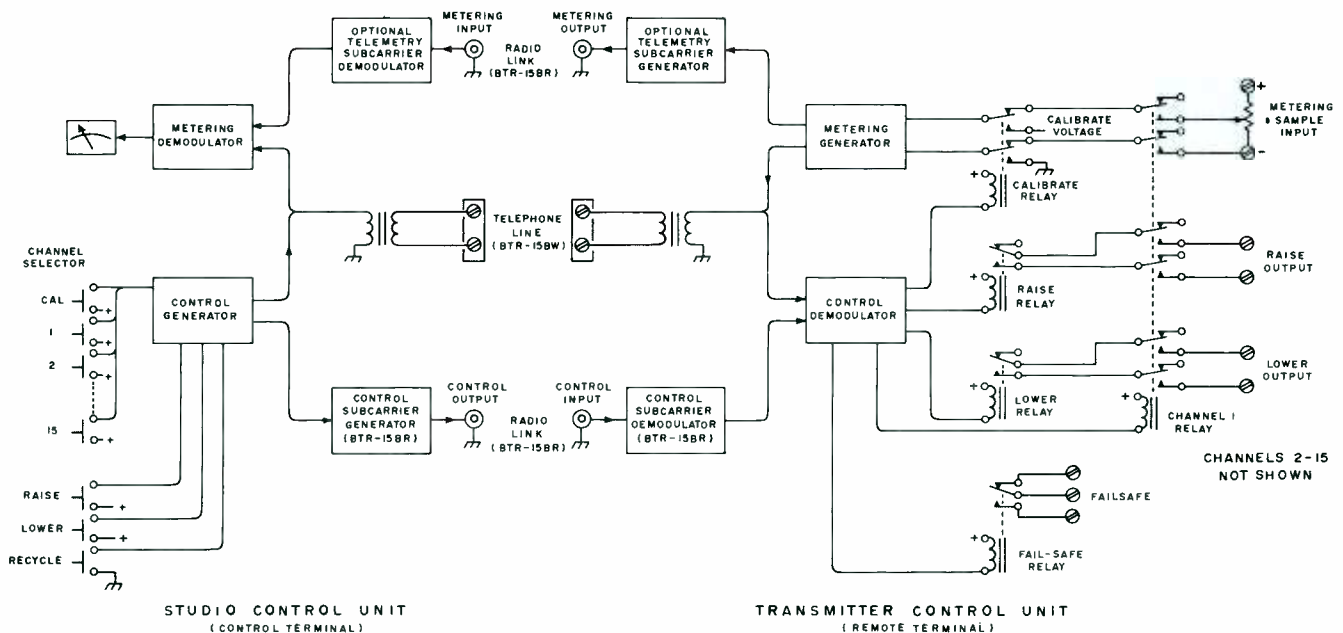 METERING
INPUT
METERING
OUTPUT
OPTIONAL
TELEMETRY
SUBCARRIER
DEMODULATOR
RADIO
LINK
(BTR-15BR)
OPTIONAL
TELEMETRY
SUBCARRIER
GENERATOR
METERING
DEMODULATOR
METERING
GENERATOR
CALIBRATE
VOLTAGE
+
METERING
SAMPLE
INPUT
-
+
CALIBRATE
RELAY
TELEPHONE
LINE
(BTR-15BW)
CHANNEL
SELECTOR
CAL
+
1
+
2
+
15
+
CONTROL
GENERATOR
CONTROL
DEMODULATOR
+
RAISE
RELAY
RAISE
OUTPUT
+
LOWER
RELAY
LOWER
OUTPUT
+
CHANNEL 1
RELAY
CONTROL
SUBCARRIER
GENERATOR
(BTR-15BR)
CONTROL
OUTPUT
RADIO
LINK
(BTR-15BR)
CONTROL
INPUT
CONTROL
SUBCARRIER
DEMODULATOR
(BTR-15BR)
CHANNELS 2-15
NOT SHOWN
RAISE
+
LOWER
+
RECYCLE
FAILSAFE
+
FAIL-SAFE
RELAY
STUDIO CONTROL UNIT
(CONTROL TERMINAL)
TRANSMITTER CONTROL UNIT
(REMOTE TERMINAL)